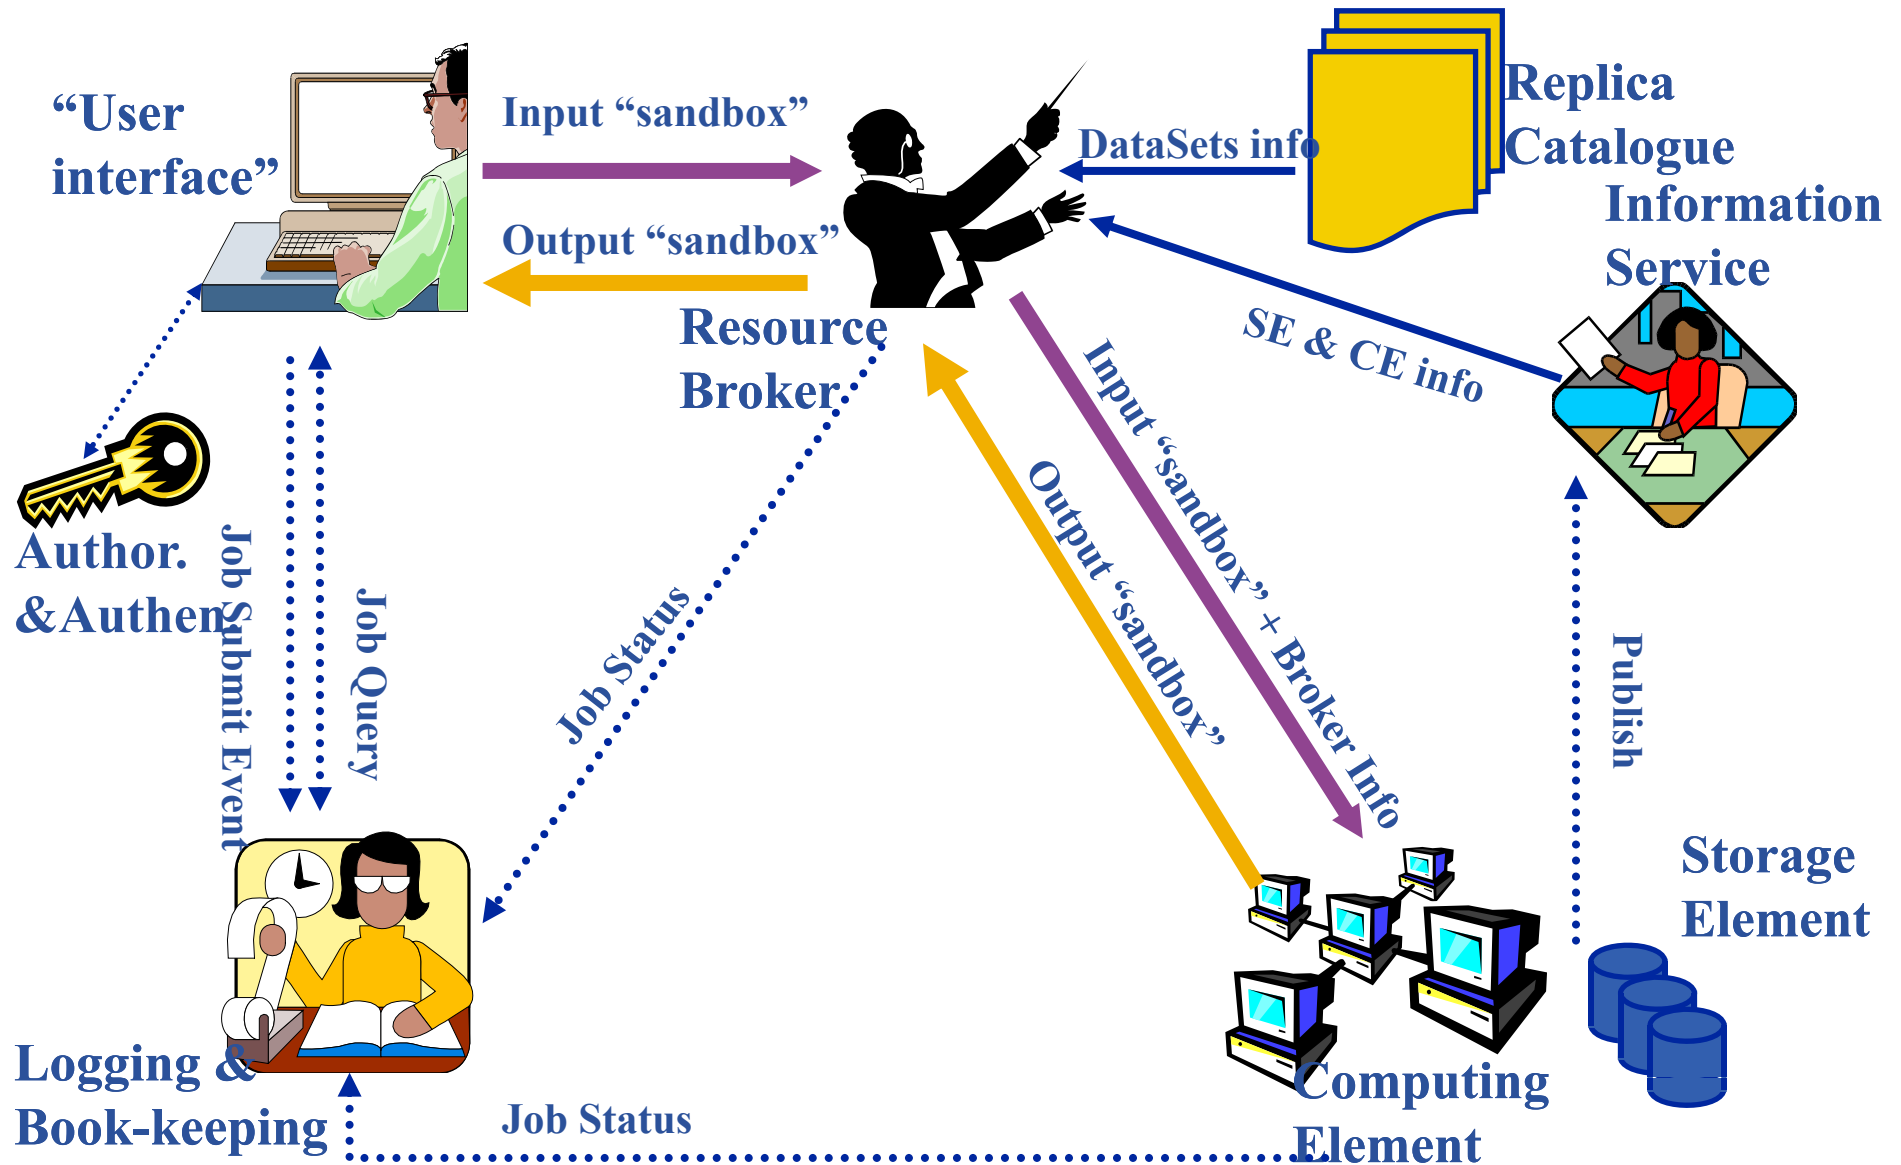 “User
interface”
Input “sandbox”
Output “sandbox”
Resource
Broker
DataSets info
Replica
Catalogue
Information
Service
SE & CE info
Author.
&Authen.
Job Submit Event
Job Query
Job Status
Output “sandbox”
Input “sandbox” + Broker Info
Publish
Storage
Element
Logging &
Book-keeping
Job Status
Computing
Element